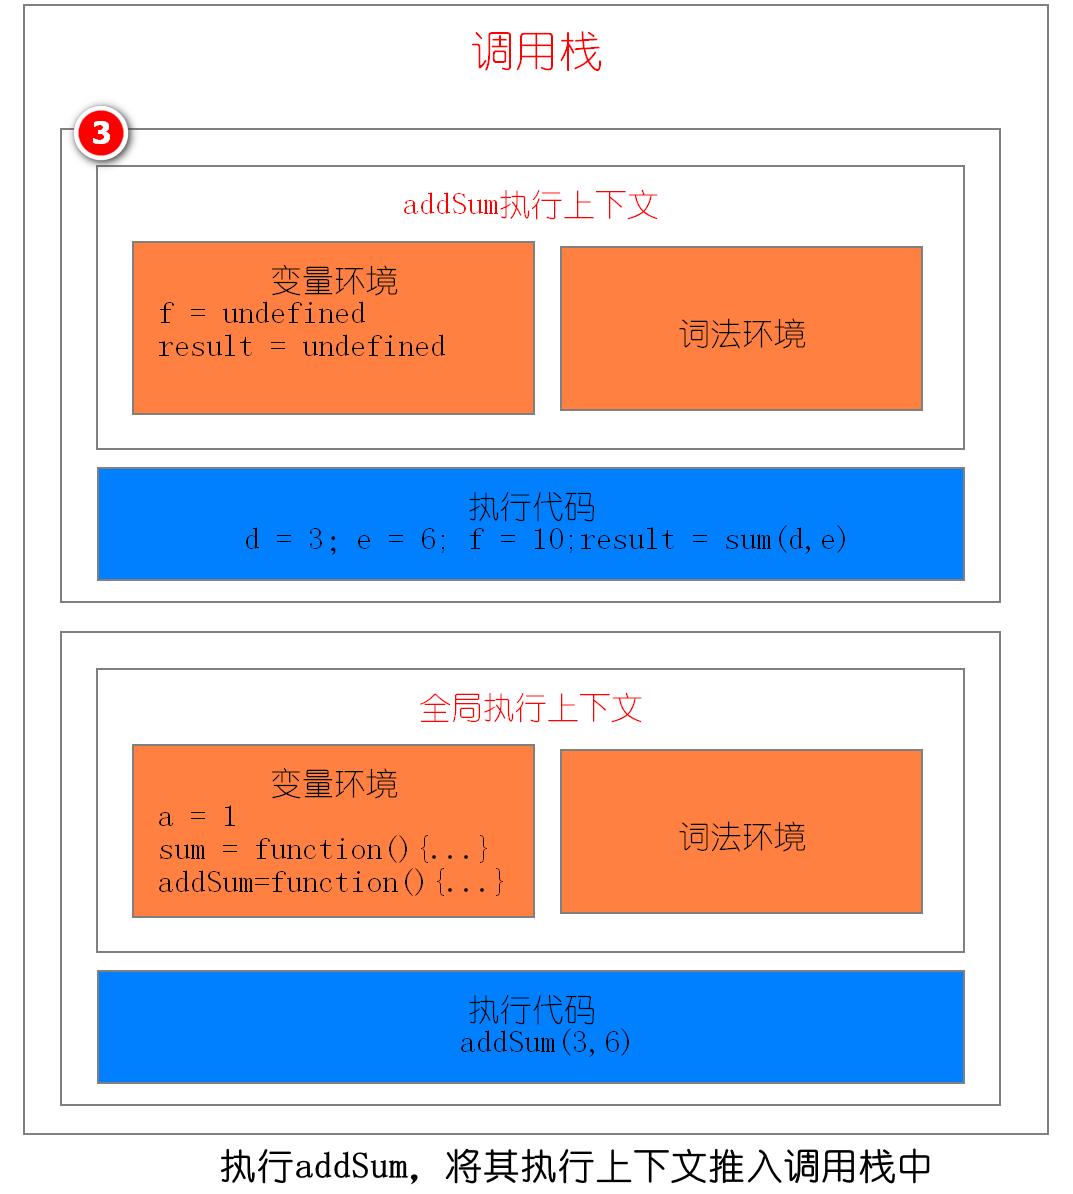 调用栈
3
addSum执行上下文
变量环境
f = undefined
result = undefined
词法环境
执行代码
d = 3; e = 6; f = 10;result = sum(d,e)
全局执行上下文
变量环境
a = 1
sum = function(){...}
addSum=function(){...}
词法环境
执行代码
addSum(3,6)
执行addSum，将其执行上下文推入调用栈中